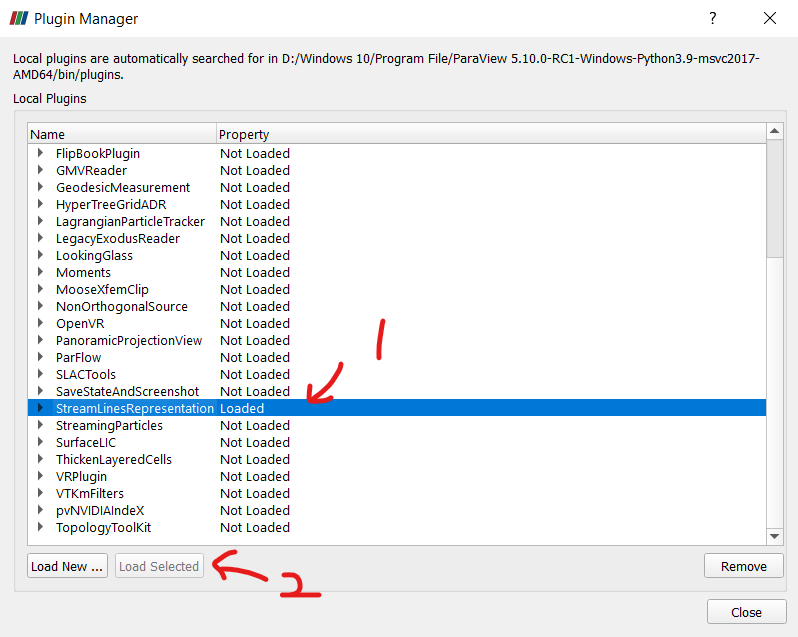 Plugin Manager
?
Local plugins are automatically searched for in D:/Windows 10/Program File/ParaView 5.10.0-RC1-Windows-Python3.9-msvc2017-
AMD64/bin/plugins.
Local Plugins
Name Property
FlipBookPlugin Not Loaded
GMVReader Not Loaded
GeodesicMeasurement Not Loaded
HyperTreeGridADR Not Loaded
LagrangianParticleTracker Not Loaded
LegacyExodusReader Not Loaded
LookingGlass Not Loaded
Moments Not Loaded
MooseXfemClip Not Loaded
NonOrthogonalSource Not Loaded
OpenVR Not Loaded
PanoramicProjectionView Not Loaded
ParFlow Not Loaded
SLACTools Not Loaded
SaveStateAndScreenshot Not Loaded
StreamLinesRepresentation Loaded
StreamingParticles Not Loaded
SurfaceLIC Not Loaded
ThickenLayeredCells Not Loaded
VRPlugin Not Loaded
VTKmFilters Not Loaded
pvNVIDIAIndeX Not Loaded
TopologyToolKit Not Loaded
1
Load New ... Load Selected Remove
2
Close